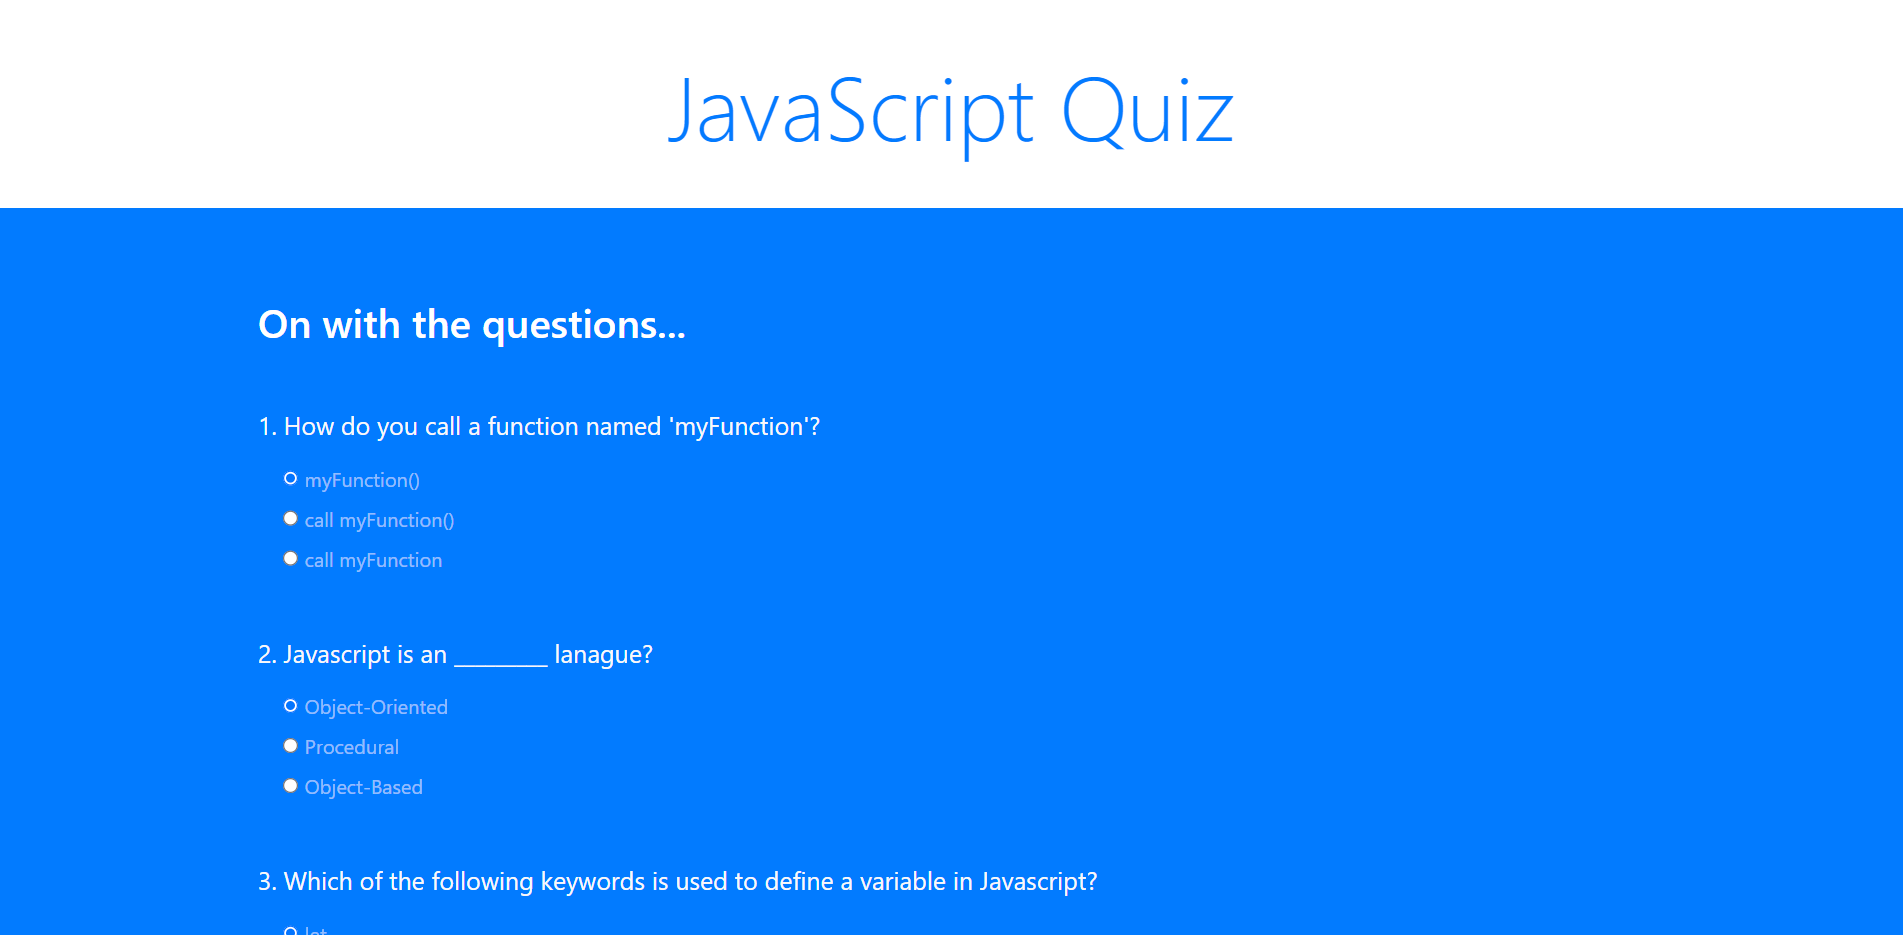 JavaScript Quiz
On with the questions...
1. How do you call a function named 'myFunction'?
myFunction()
call myFunction()
call myFunction
2. Javascript is an ________ lanague?
Object-Oriented
Procedural
Object-Based
3. Which of the following keywords is used to define a variable in Javascript?
let